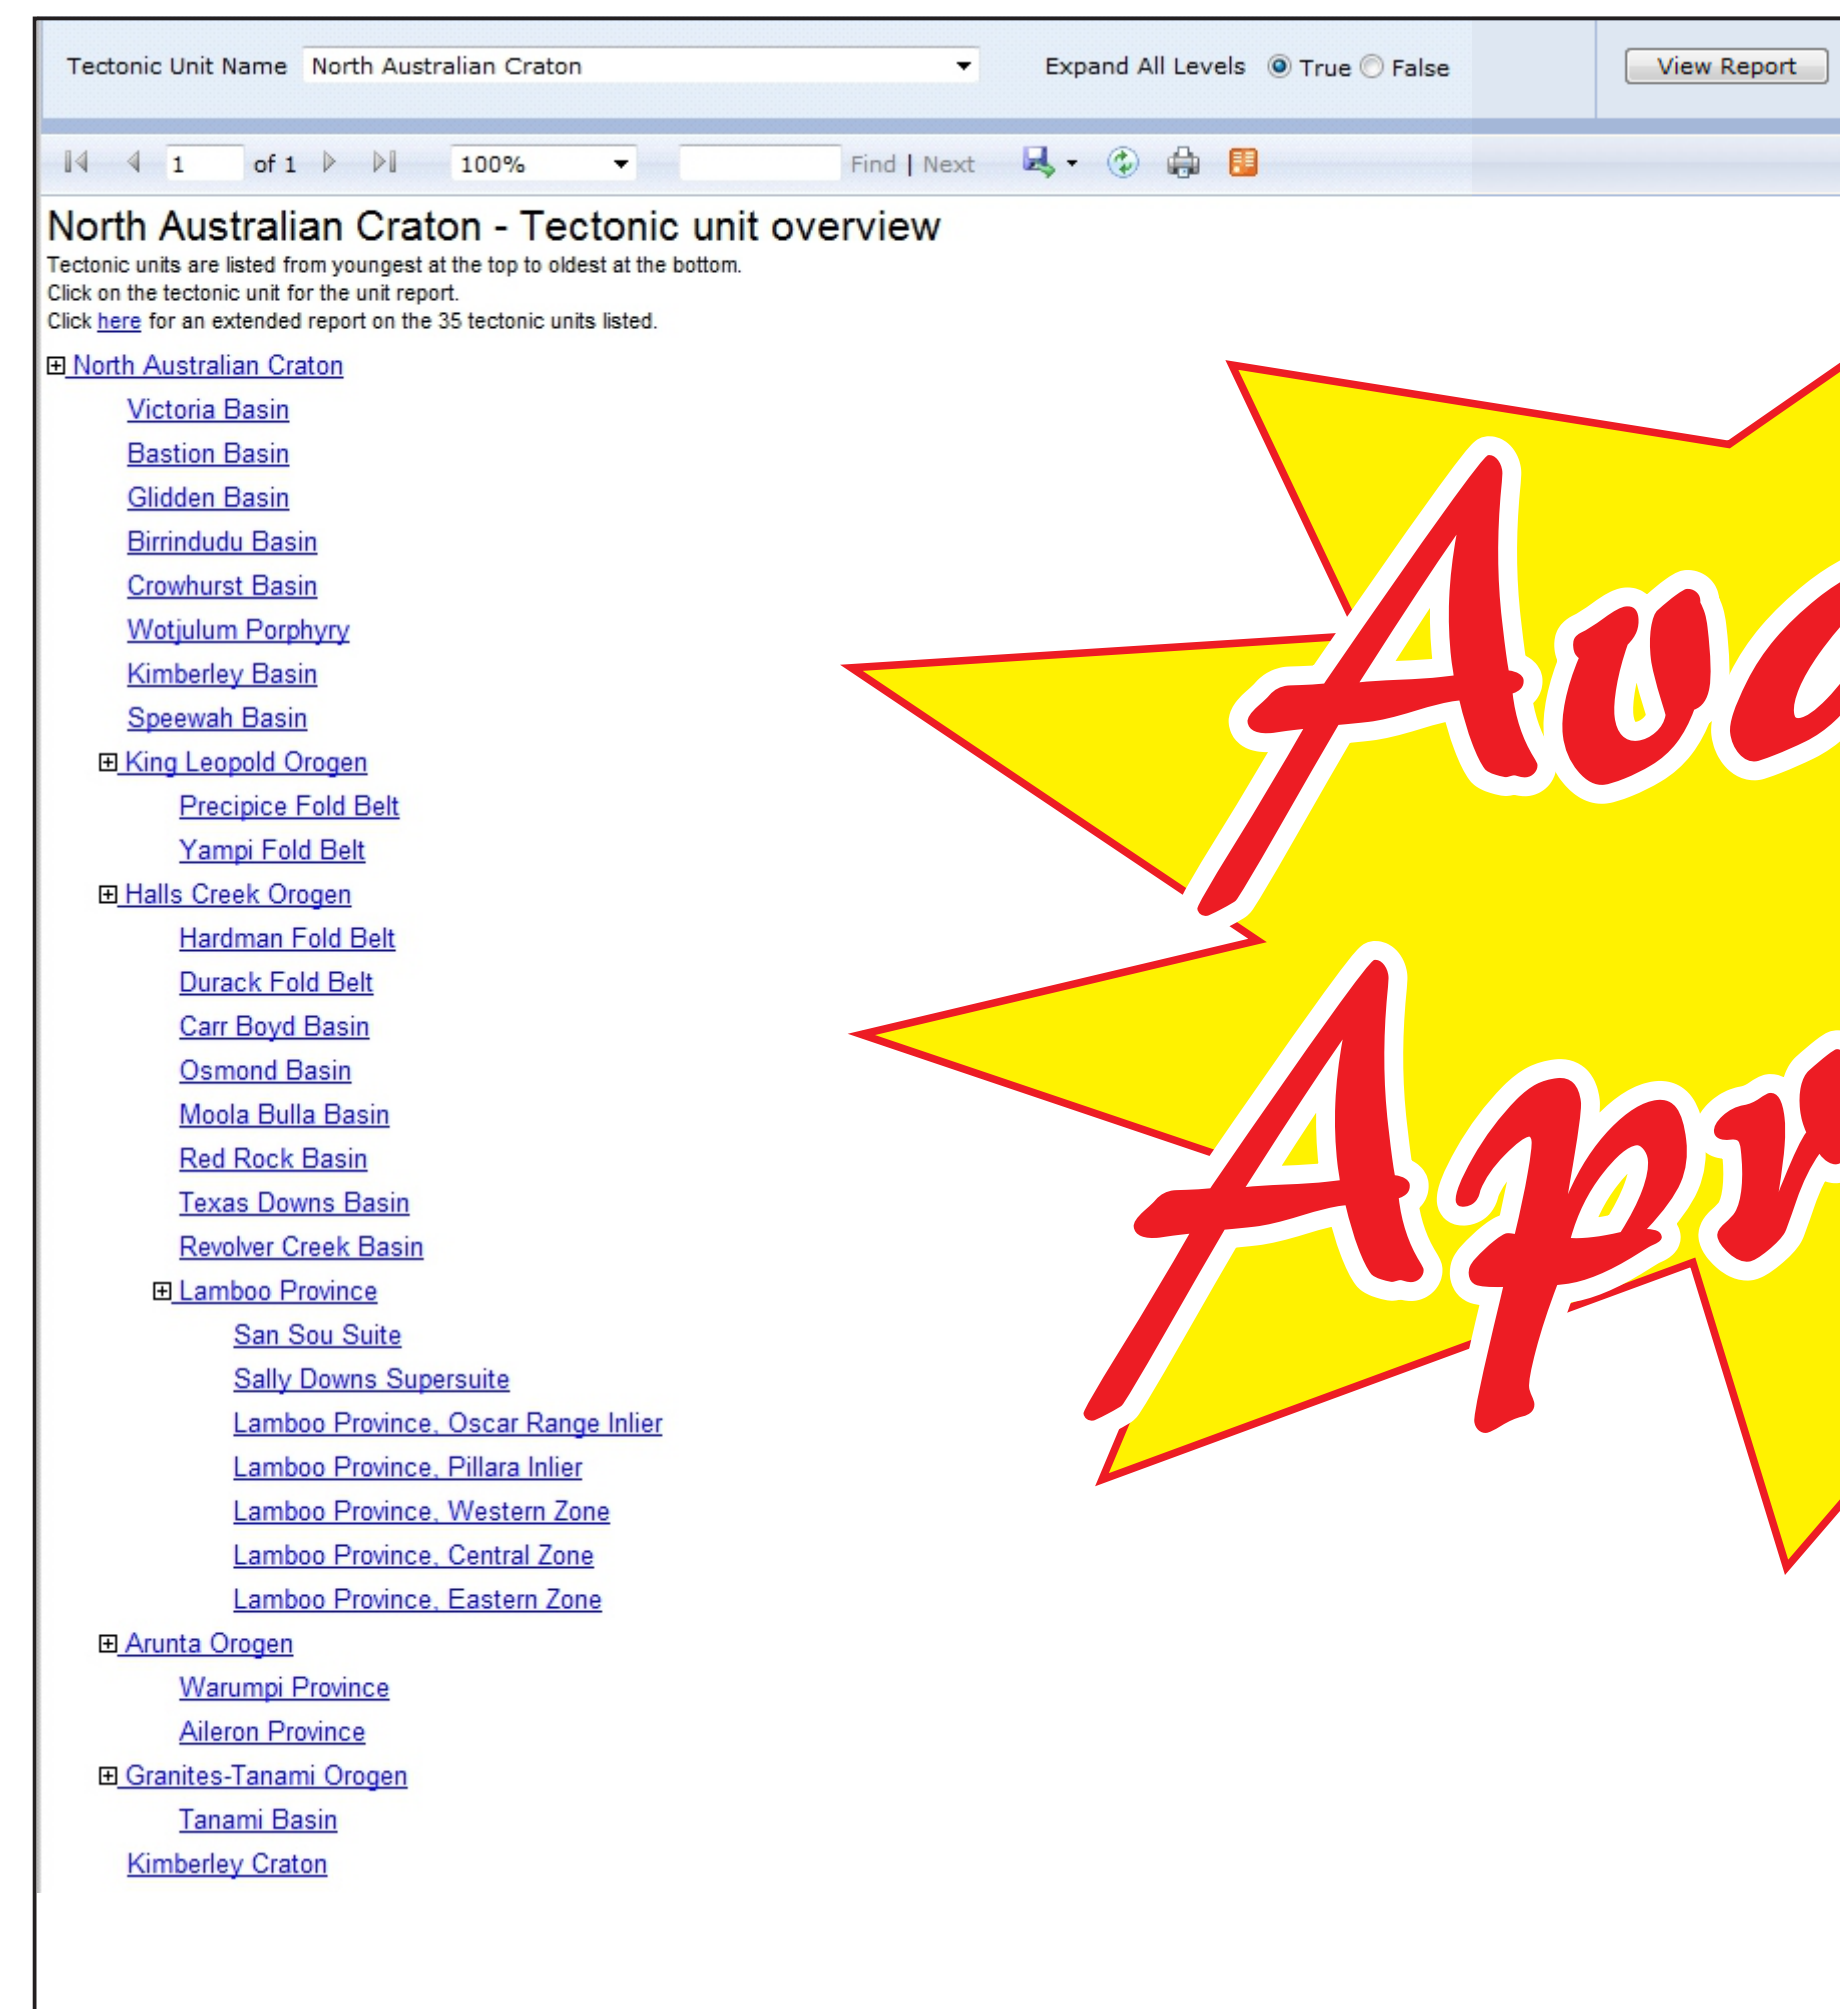 Tectonic Unit Name North Australian Craton Expand All Levels True False View Report
1 of 1 100% Find | Next
North Australian Craton - Tectonic unit overview
Tectonic units are listed from youngest at the top to oldest at the bottom.
Click on the tectonic unit for the unit report.
Click here for an extended report on the 35 tectonic units listed.
North Australian Craton
Victoria Basin
Bastion Basin
Glidden Basin
Birrindudu Basin
Crowhurst Basin
Wotjulum Porphyry
Kimberley Basin
Speewah Basin
King Leopold Orogen
Precipice Fold Belt
Yampi Fold Belt
Halls Creek Orogen
Hardman Fold Belt
Durack Fold Belt
Carr Boyd Basin
Osmond Basin
Moola Bulla Basin
Red Rock Basin
Texas Downs Basin
Revolver Creek Basin
Lamboo Province
San Sou Suite
Sally Downs Supersuite
Lamboo Province, Oscar Range Inlier
Lamboo Province, Pillara Inlier
Lamboo Province, Western Zone
Lamboo Province, Central Zone
Lamboo Province, Eastern Zone
Arunta Orogen
Warumpi Province
Aileron Province
Granites-Tanami Orogen
Tanami Basin
Kimberley Craton